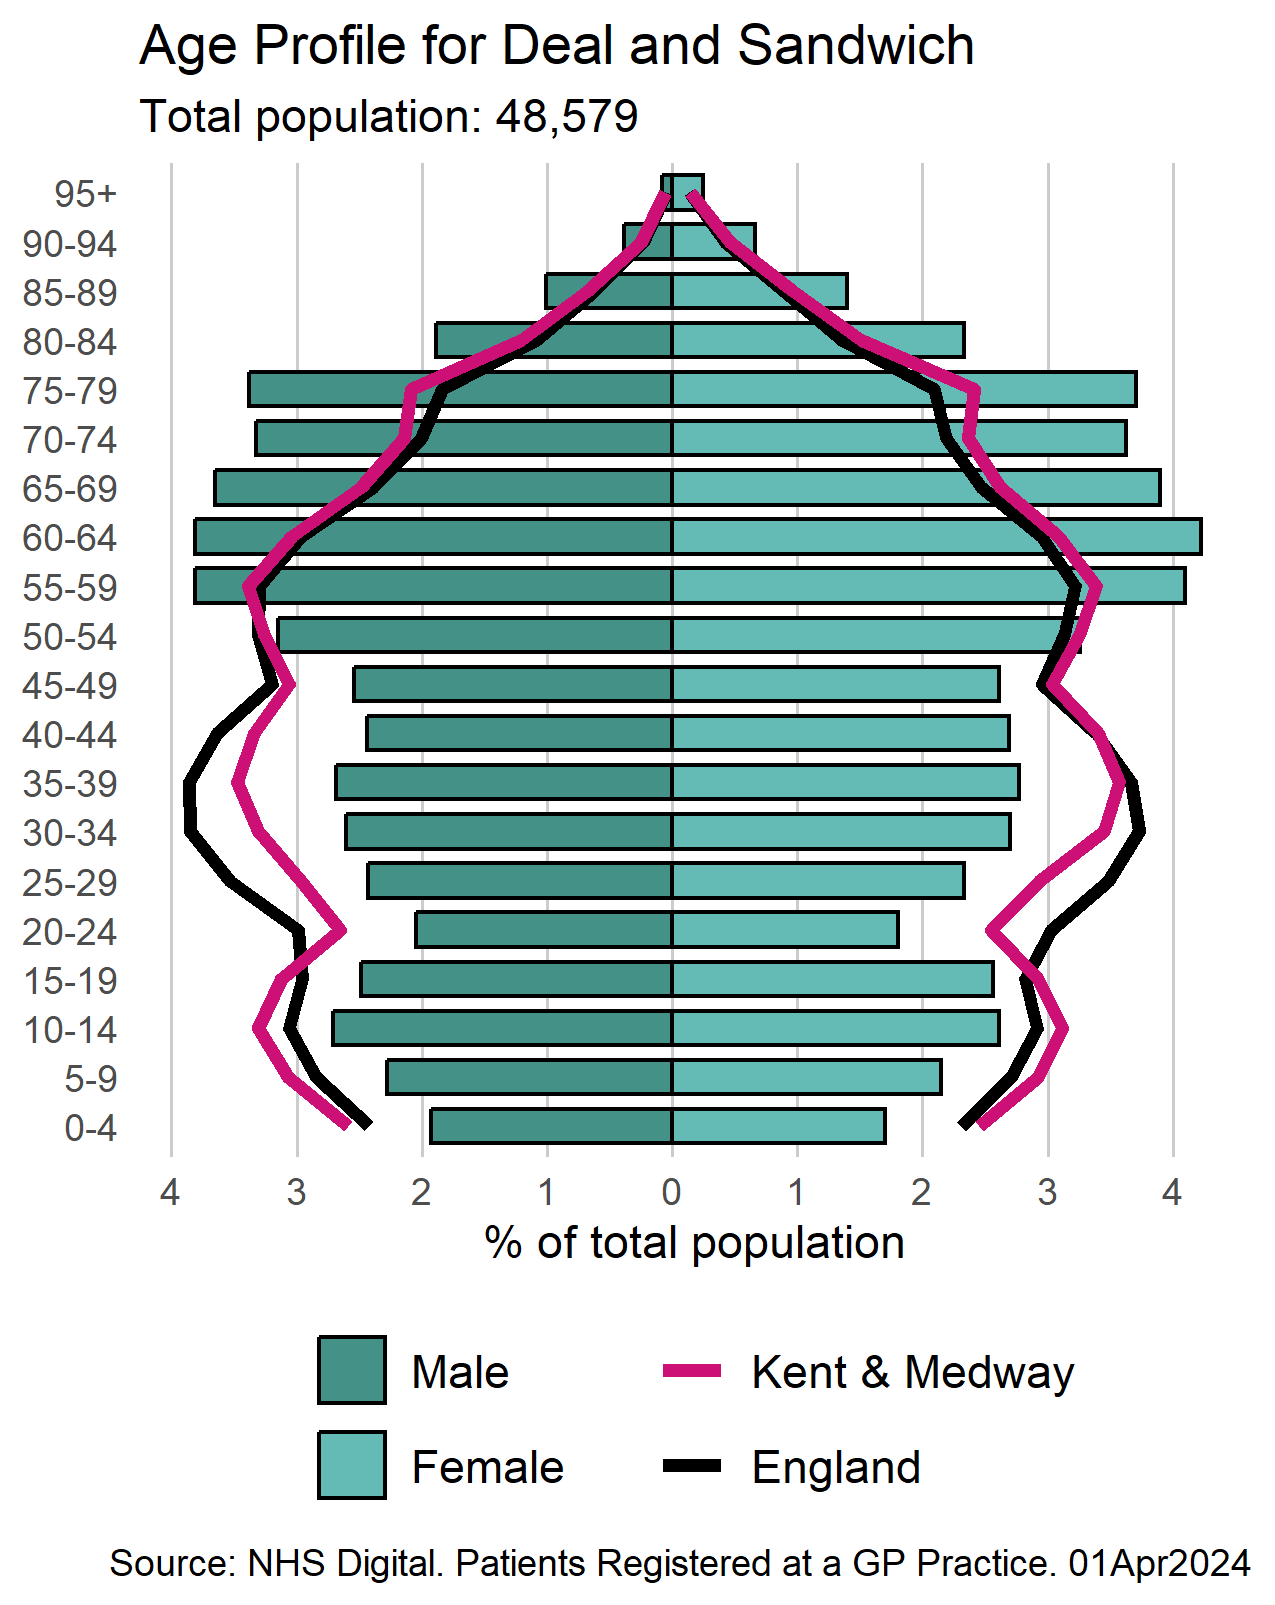 Age Profile for Deal and Sandwich
Total population: 48,579
95+
90-94
85-89
80-84
75-79
70-74
65-69
60-64
55-59
50-54
45-49
40-44
35-39
30-34
25-29
20-24
15-19
10-14
5-9
0-4
4 3 2 1 0 1 2 3 4
% of total population
Male Kent & Medway
Female England
Source: NHS Digital. Patients Registered at a GP Practice. 01Apr2024